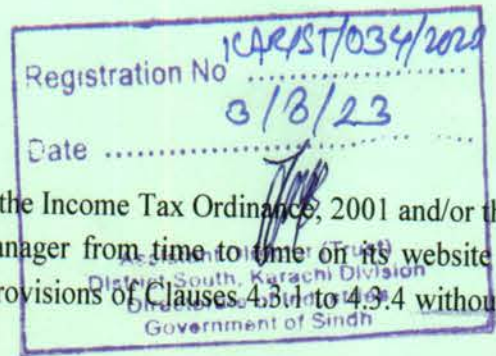 Registration No KAR/ST/034/2022
3/8/23
Date
the Income Tax Ordinance, 2001 and/or th
nager from time to time on its website
(Trust)
District South, Karachi Division
rovisions of Clauses 4.3.1 to 4.3.4 withou
Government of Sindh